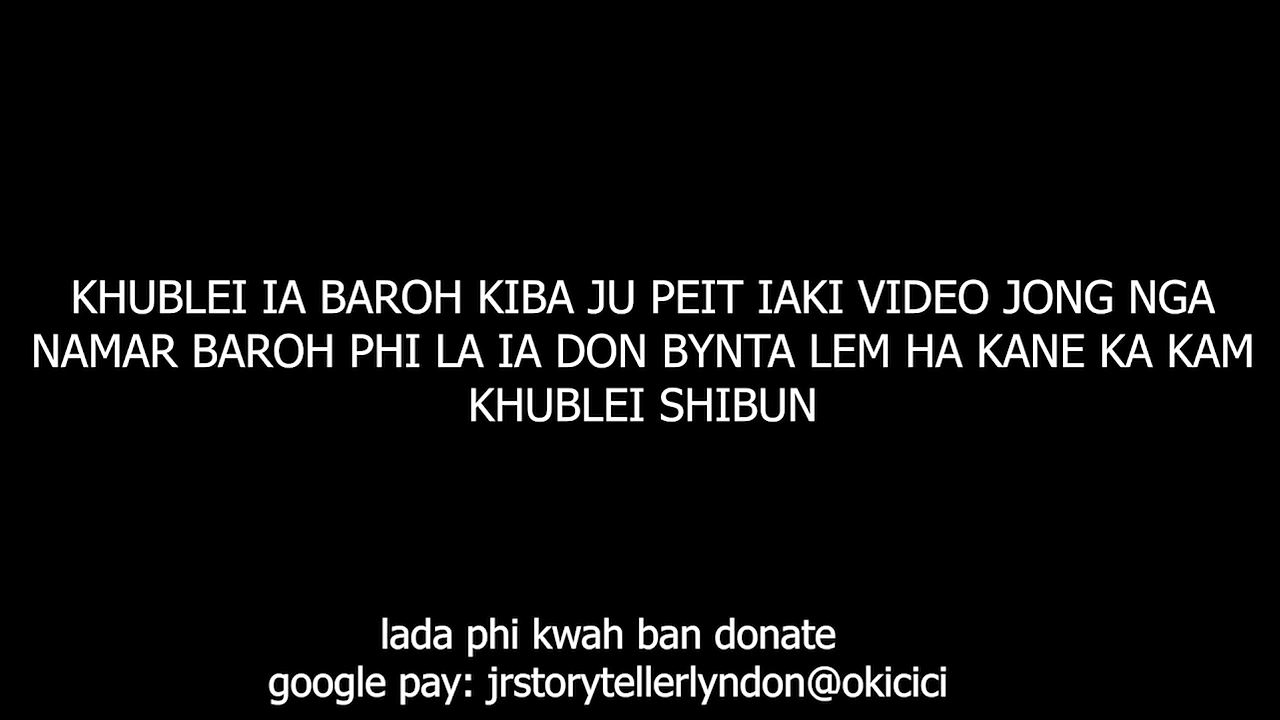 KHUBLEI IA BAROH KIBA JU PEIT IAKI VIDEO JONG NGA
NAMAR BAROH PHI LA IA DON BYNTA LEM HA KANE KA KAM
KHUBLEI SHIBUN
lada phi kwah ban donate
google pay: jrstorytellerlyndon@okicici